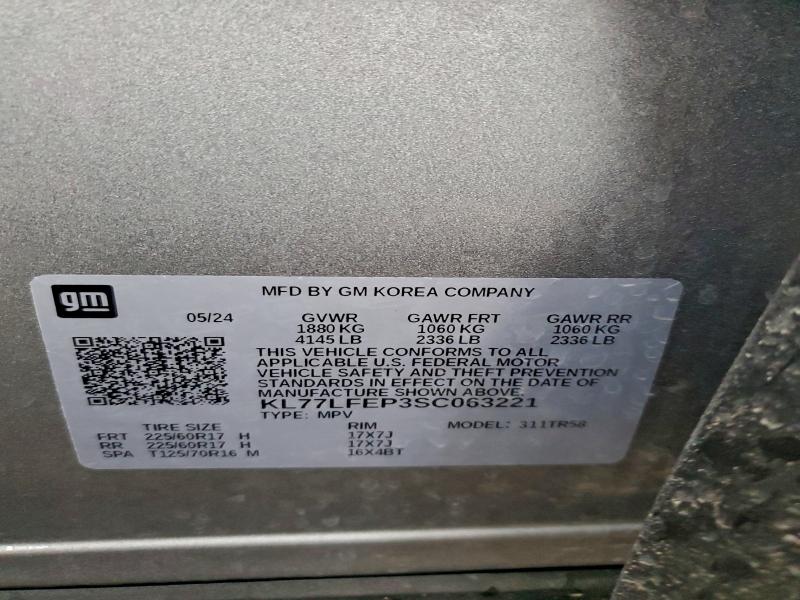 gm
MFD BY GM KOREA COMPANY
05/24 GVWR GAWR FRT GAWR RR
1880 KG 1060 KG 1060 KG
4145 LB 2336 LB 2336 LB
THIS VEHICLE CONFORMS TO ALL
APPLICABLE U.S. FEDERAL MOTOR
VEHICLE SAFETY AND THEFT PREVENTION
STANDARDS IN EFFECT ON THE DATE OF
MANUFACTURE SHOWN ABOVE.
KL77LFEP3SC063221
TYPE: MPV
TIRE SIZE RIM MODEL: 311TR58
FRT 225/60R17 H 17X7J
RR 225/60R17 H 17X7J
SPA T125/70R16 M 16X4BT